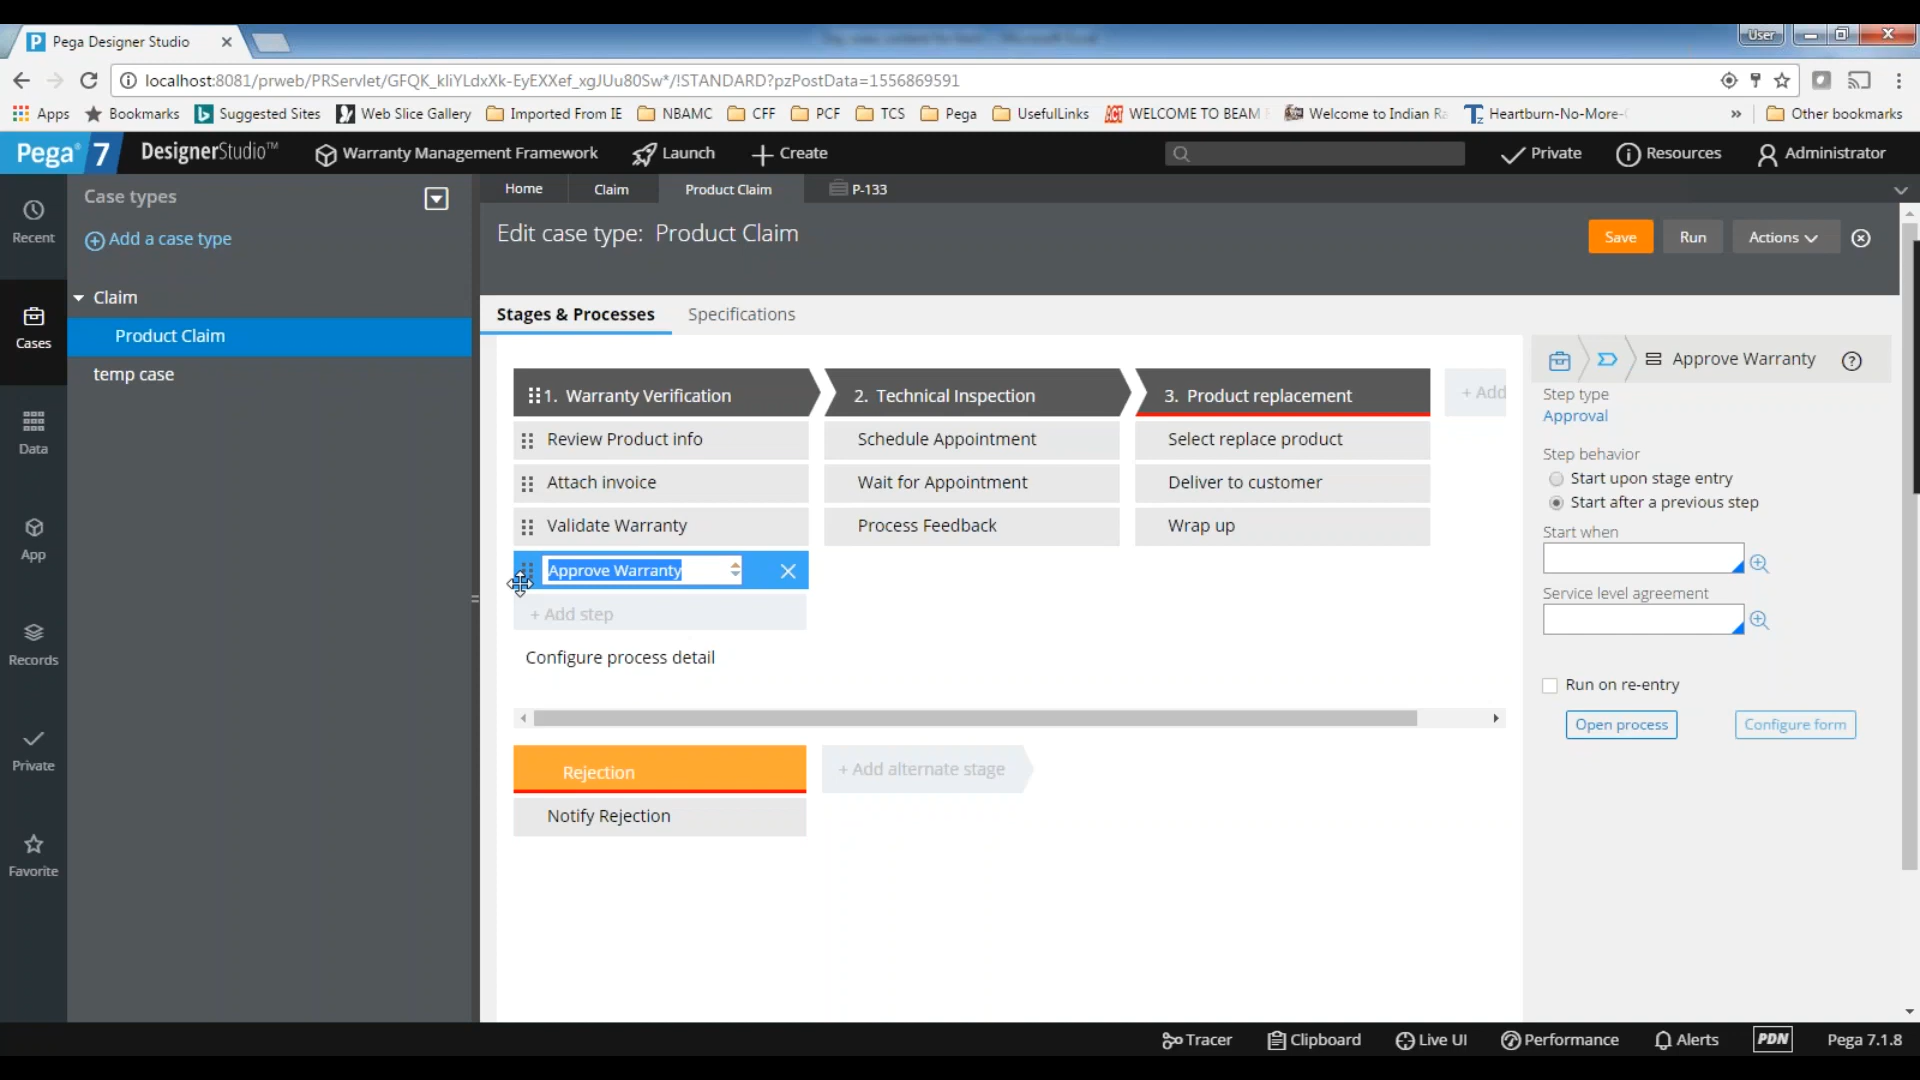 Pega Designer Studio
User
localhost:8081/prweb/PRServlet/GFQK_kliYLdxXk-EyEXXef_xgJUu80Sw*/!STANDARD?pzPostData=1556869591
Apps Bookmarks Suggested Sites Web Slice Gallery Imported From IE NBAMC CFF PCF TCS Pega UsefulLinks WELCOME TO BEAM Welcome to Indian Ra Heartburn-No-More- » Other bookmarks
Pega 7 DesignerStudio™ Warranty Management Framework Launch + Create Private Resources Administrator
Recent
Cases
Data
App
Records
Private
Favorite
Case types
Add a case type
Claim
Product Claim
temp case
Home Claim Product Claim P-133
Edit case type: Product Claim
Save Run Actions
Stages & Processes Specifications
1. Warranty Verification
Review Product info
Attach invoice
Validate Warranty
Approve Warranty
+ Add step
Configure process detail
2. Technical Inspection
Schedule Appointment
Wait for Appointment
Process Feedback
3. Product replacement
Select replace product
Deliver to customer
Wrap up
+ Add
Rejection
Notify Rejection
+ Add alternate stage
Approve Warranty
Step type
Approval
Step behavior
Start upon stage entry
Start after a previous step
Start when
Service level agreement
Run on re-entry
Open process Configure form
Tracer Clipboard Live UI Performance Alerts PDN Pega 7.1.8